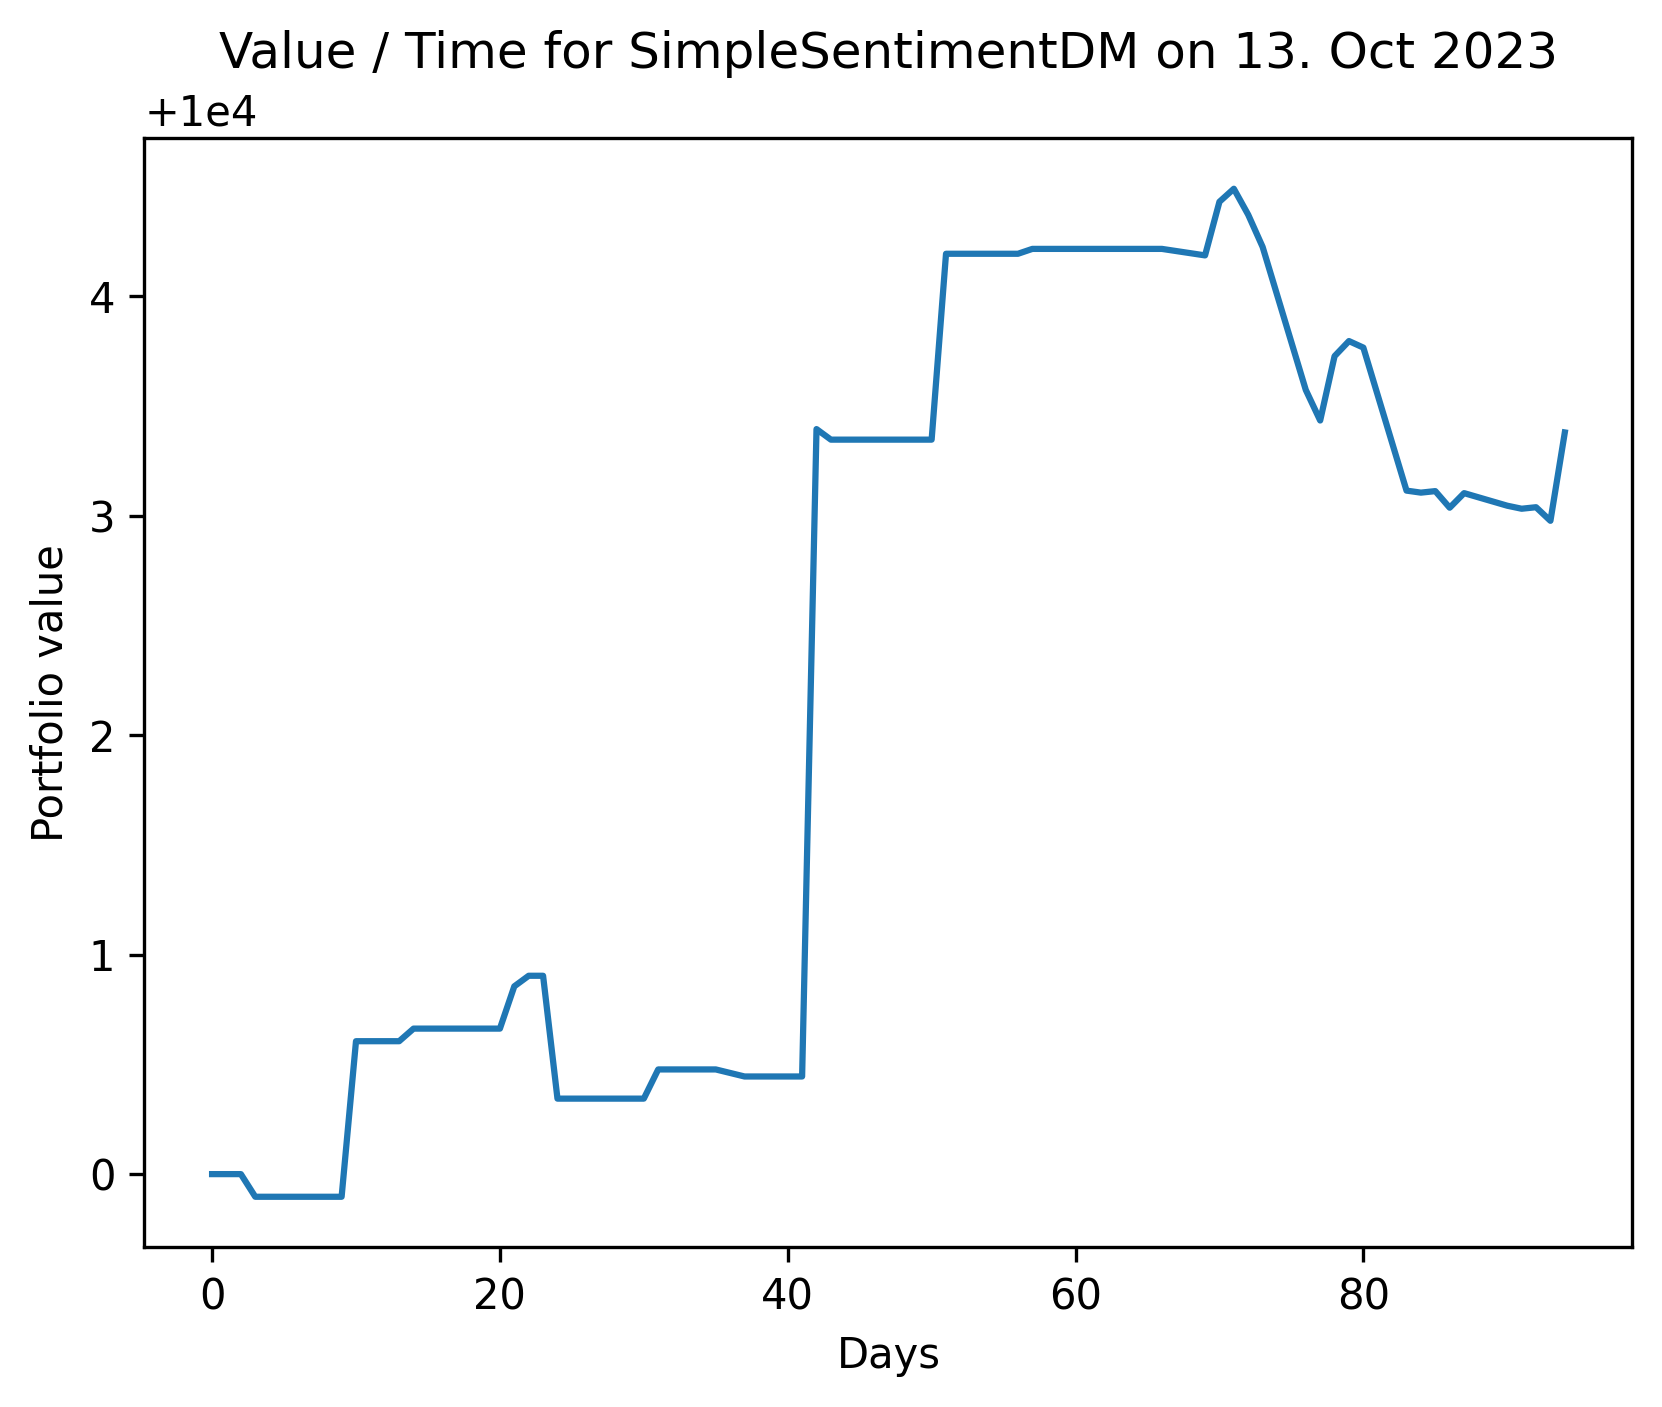 Value / Time for SimpleSentimentDM on 13. Oct 2023
+1e4
4
3
2
1
0
Portfolio value
0 20 40 60 80
Days